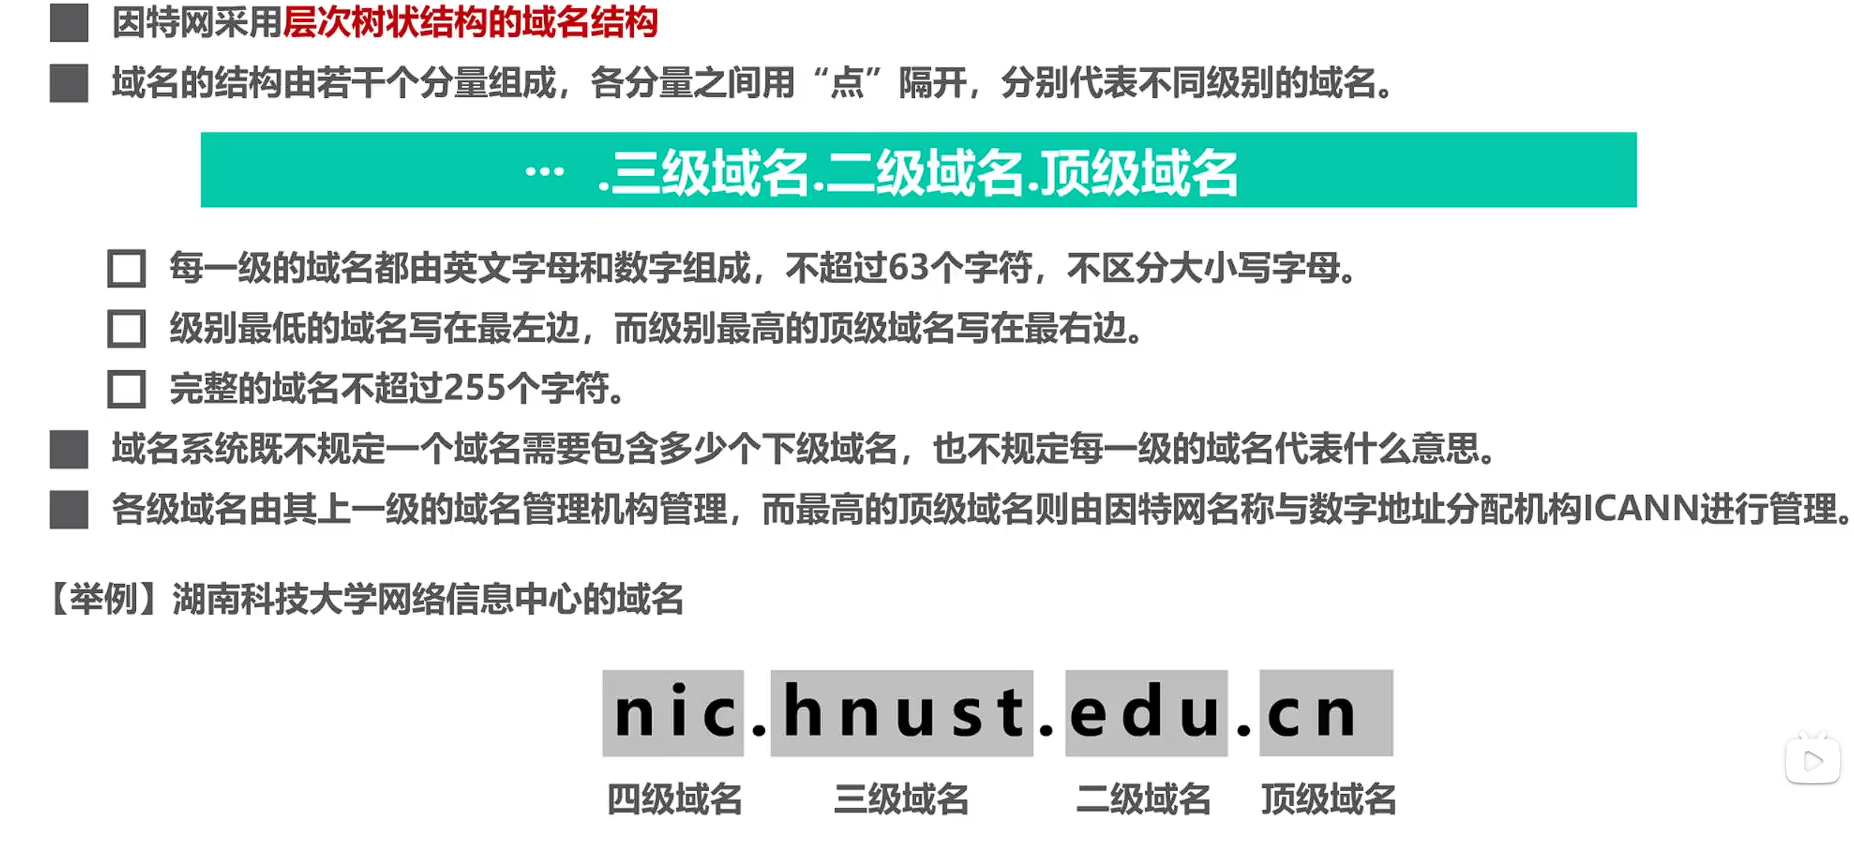 因特网采用层次树状结构的域名结构
域名的结构由若干个分量组成，各分量之间用“点”隔开，分别代表不同级别的域名。
… .三级域名.二级域名.顶级域名
每一级的域名都由英文字母和数字组成，不超过63个字符，不区分大小写字母。
级别最低的域名写在最左边，而级别最高的顶级域名写在最右边。
完整的域名不超过255个字符。
域名系统既不规定一个域名需要包含多少个下级域名，也不规定每一级的域名代表什么意思。
各级域名由其上一级的域名管理机构管理，而最高的顶级域名则由因特网名称与数字地址分配机构ICANN进行管理。
【举例】湖南科技大学网络信息中心的域名
nic.hnust.edu.cn
四级域名 三级域名 二级域名 顶级域名